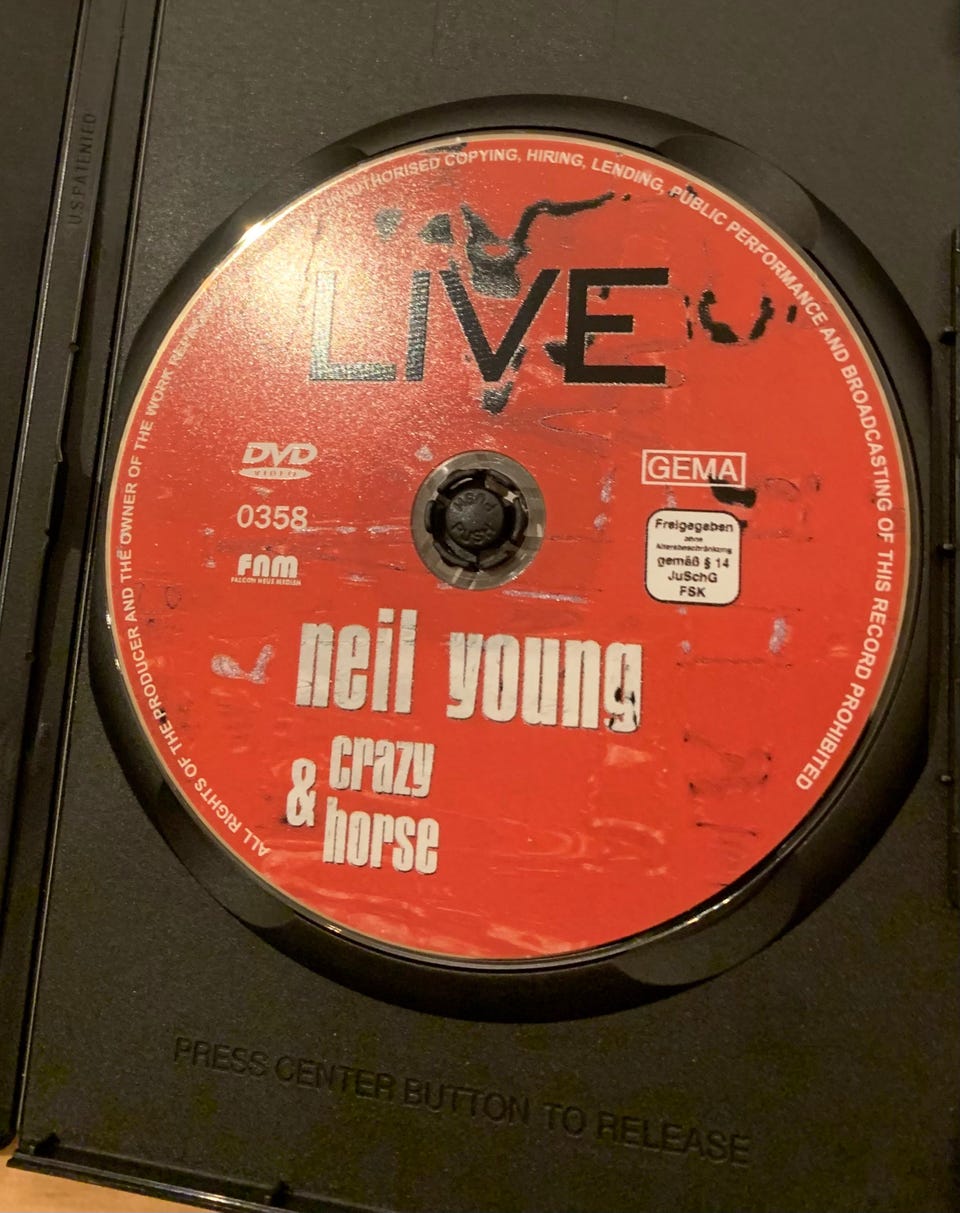 U S PATENTED
AUTHORISED COPYING, HIRING, LENDING, PUBLIC PERFORMANCE AND BROADCASTING OF THIS RECORD PROHIBITED
LIVE
DVD
VIDEO
0358
fnm
FALCON NEUE MEDIEN
GEMA
Freigegeben
ohne
Altersbeschränkung
gemäß § 14
JuSchG
FSK
PUSH
PUSH
neil young
& crazy
horse
ALL RIGHTS OF THE PRODUCER AND THE OWNER OF THE WORK
PRESS CENTER BUTTON TO RELEASE